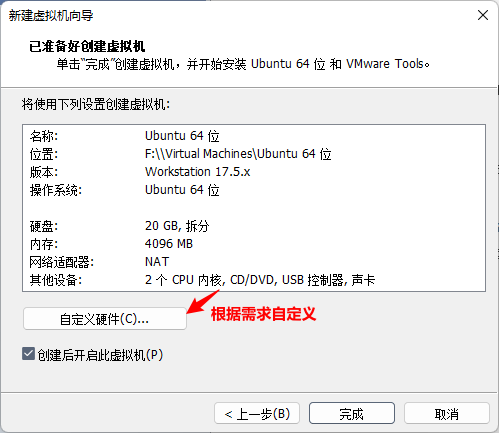 新建虚拟机向导
已准备好创建虚拟机
单击“完成”创建虚拟机，并开始安装 Ubuntu 64 位 和 VMware Tools。
将使用下列设置创建虚拟机:
名称: Ubuntu 64 位
位置: F:\\Virtual Machines\Ubuntu 64 位
版本: Workstation 17.5.x
操作系统: Ubuntu 64 位
硬盘: 20 GB, 拆分
内存: 4096 MB
网络适配器: NAT
其他设备: 2 个 CPU 内核, CD/DVD, USB 控制器, 声卡
自定义硬件(C)...
根据需求自定义
创建后开启此虚拟机(P)
< 上一步(B) 完成 取消